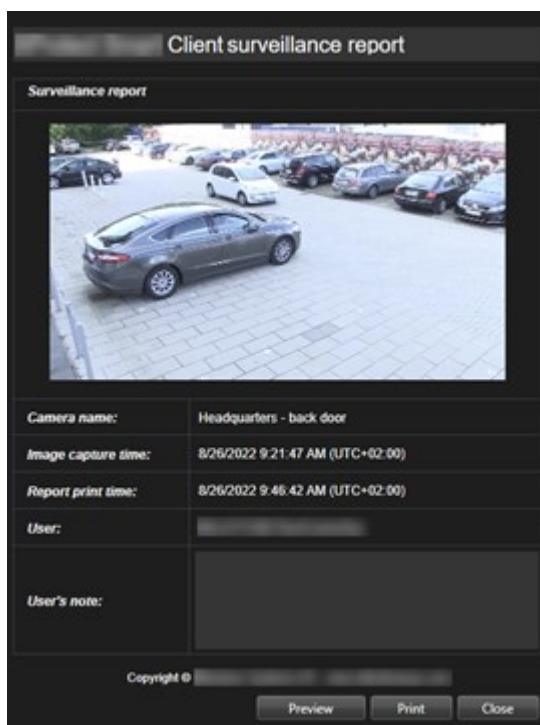 Client surveillance report
Surveillance report
Camera name: Headquarters - back door
Image capture time: 8/26/2022 9:21:47 AM (UTC+02:00)
Report print time: 8/26/2022 9:46:42 AM (UTC+02:00)
User:
User's note:
Copyright ©
Preview Print Close